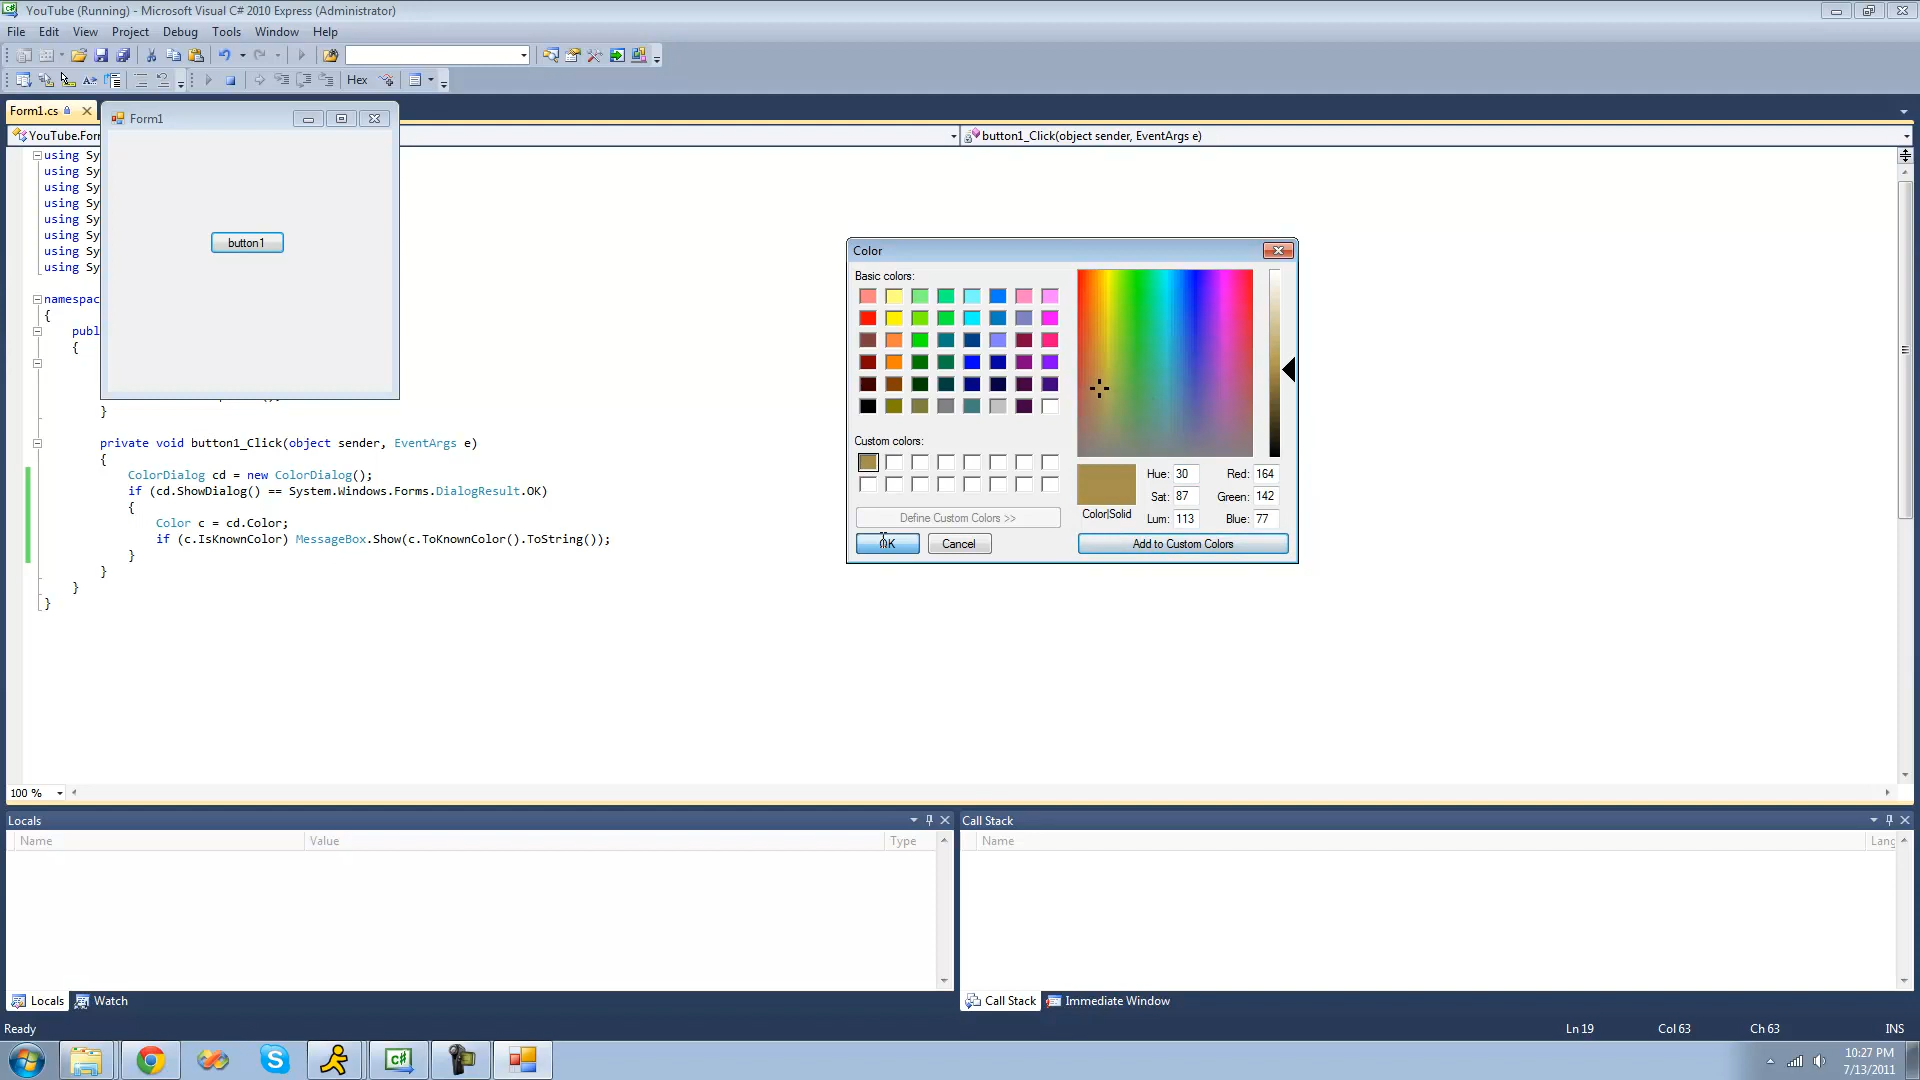 YouTube (Running) - Microsoft Visual C# 2010 Express (Administrator)
File Edit View Project Debug Tools Window Help
Hex
Form1.cs
YouTube.For
button1_Click(object sender, EventArgs e)
Form1
button1
using Sy
using Sy
using Sy
using Sy
using Sy
using Sy
using Sy
using Sy
namespac
{
publ
{
}
private void button1_Click(object sender, EventArgs e)
{
ColorDialog cd = new ColorDialog();
if (cd.ShowDialog() == System.Windows.Forms.DialogResult.OK)
{
Color c = cd.Color;
if (c.IsKnownColor) MessageBox.Show(c.ToKnownColor().ToString());
}
}
}
}
Color
Basic colors:
Custom colors:
Define Custom Colors >>
OK
Cancel
Color|Solid
Hue: 30
Sat: 87
Lum: 113
Red: 164
Green: 142
Blue: 77
Add to Custom Colors
100 %
Locals
Name Value Type
Call Stack
Name Lang
Locals Watch
Call Stack Immediate Window
Ready
Ln 19 Col 63 Ch 63 INS
10:27 PM
7/13/2011